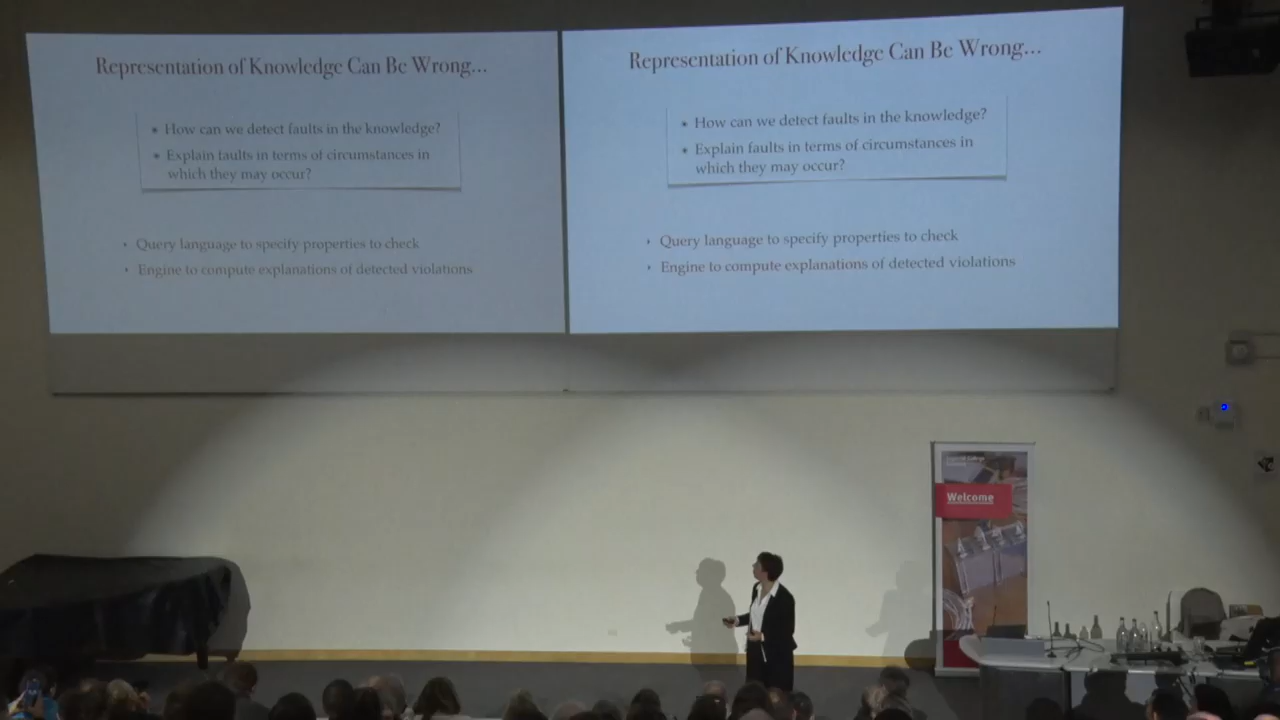 Representation of Knowledge Can Be Wrong...
• How can we detect faults in the knowledge?
• Explain faults in terms of circumstances in
which they may occur?
‣ Query language to specify properties to check
‣ Engine to compute explanations of detected violations
Representation of Knowledge Can Be Wrong...
• How can we detect faults in the knowledge?
• Explain faults in terms of circumstances in
which they may occur?
‣ Query language to specify properties to check
‣ Engine to compute explanations of detected violations
Welcome